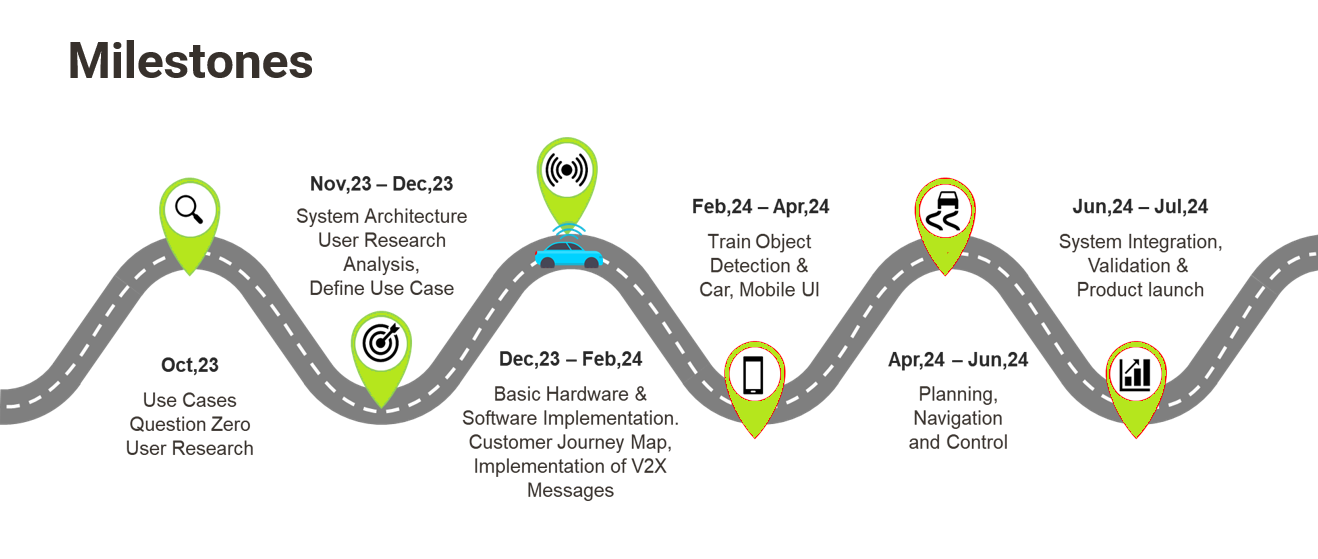 Milestones
Oct,23
Use Cases
Question Zero
User Research
Nov,23 – Dec,23
System Architecture
User Research
Analysis,
Define Use Case
Dec,23 – Feb,24
Basic Hardware &
Software Implementation.
Customer Journey Map,
Implementation of V2X
Messages
Feb,24 – Apr,24
Train Object
Detection &
Car, Mobile UI
Apr,24 – Jun,24
Planning,
Navigation
and Control
Jun,24 – Jul,24
System Integration,
Validation &
Product launch